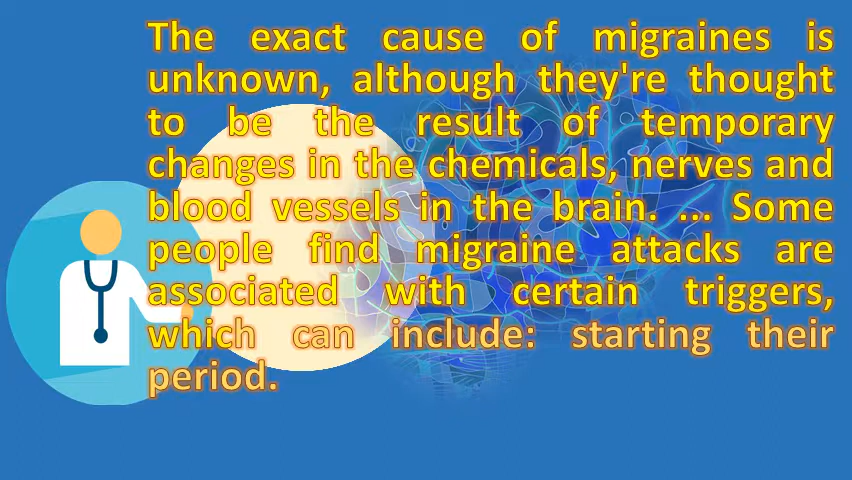 The exact cause of migraines is
unknown, although they're thought
to be the result of temporary
changes in the chemicals, nerves and
blood vessels in the brain. ... Some
people find migraine attacks are
associated with certain triggers,
which can include: starting their
period.